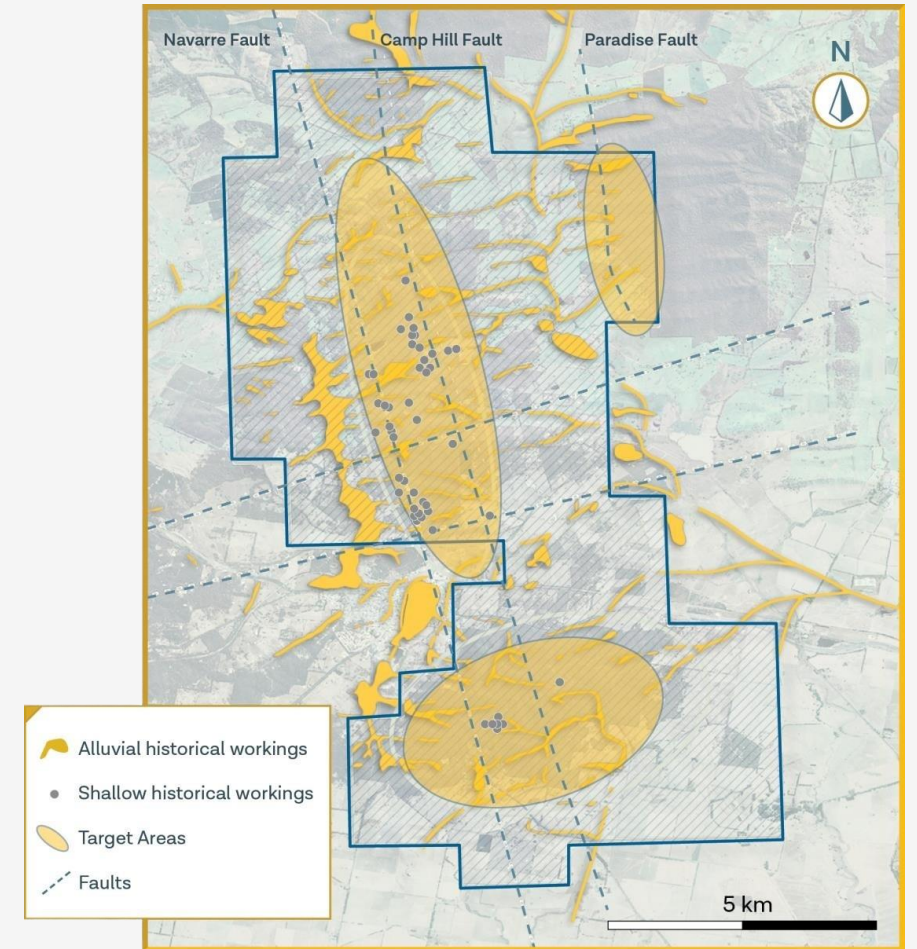 Navarre Fault
Camp Hill Fault
Paradise Fault
N
Alluvial historical workings
Shallow historical workings
Target Areas
Faults
5 km